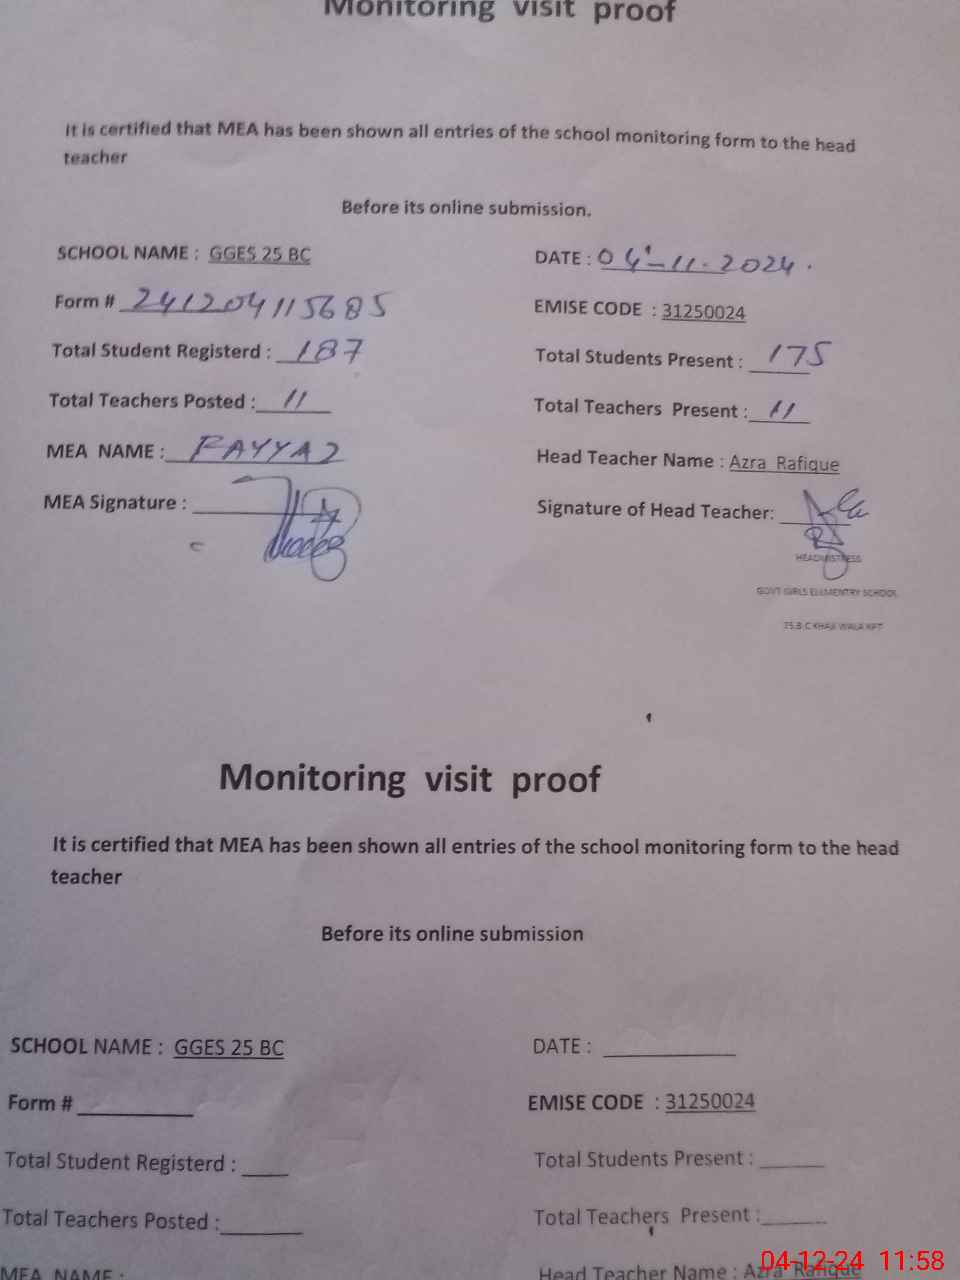 Monitoring visit proof
It is certified that MEA has been shown all entries of the school monitoring form to the head
teacher
Before its online submission.
SCHOOL NAME : GGES 25 BC DATE : 04-11-2024.
Form # 241204115685 EMISE CODE : 31250024
Total Student Registerd : 187 Total Students Present : 175
Total Teachers Posted : 11 Total Teachers Present : 11
MEA NAME : FAYYAZ Head Teacher Name : Azra Rafique
MEA Signature : Signature of Head Teacher:
HEADMISTRESS
GOVT GIRLS ELEMENTRY SCHOOL
25.B.C
Monitoring visit proof
It is certified that MEA has been shown all entries of the school monitoring form to the head
teacher
Before its online submission
SCHOOL NAME : GGES 25 BC DATE :
Form # EMISE CODE : 31250024
Total Student Registerd : Total Students Present :
Total Teachers Posted : Total Teachers Present :
MEA NAME : Head Teacher Name : Azra Rafique
04-12-24 11:58